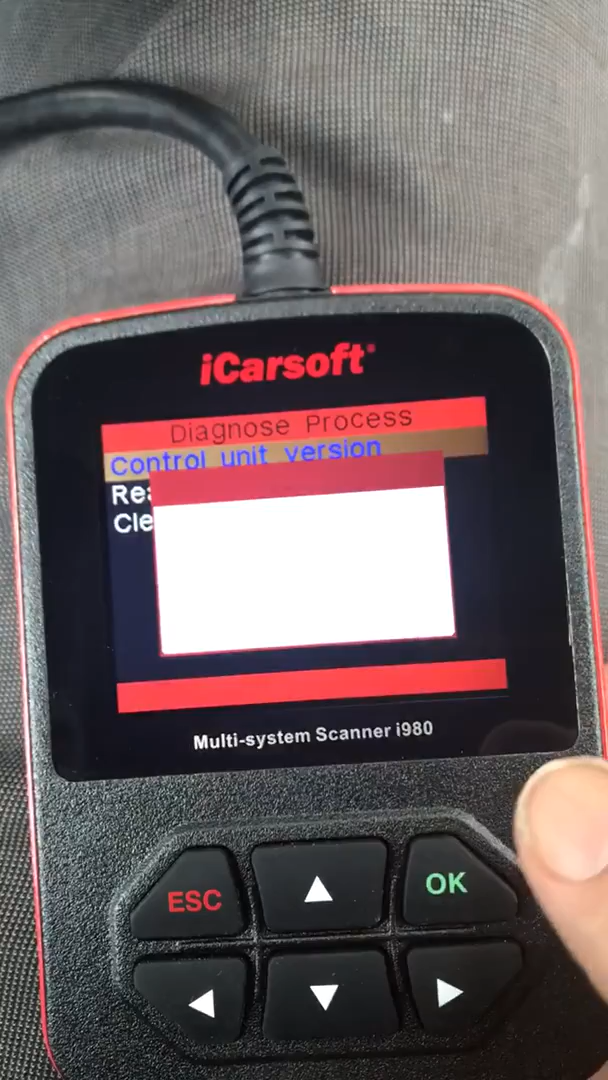 iCarsoft®
Diagnose Process
Control unit version
Multi-system Scanner i980
ESC
OK